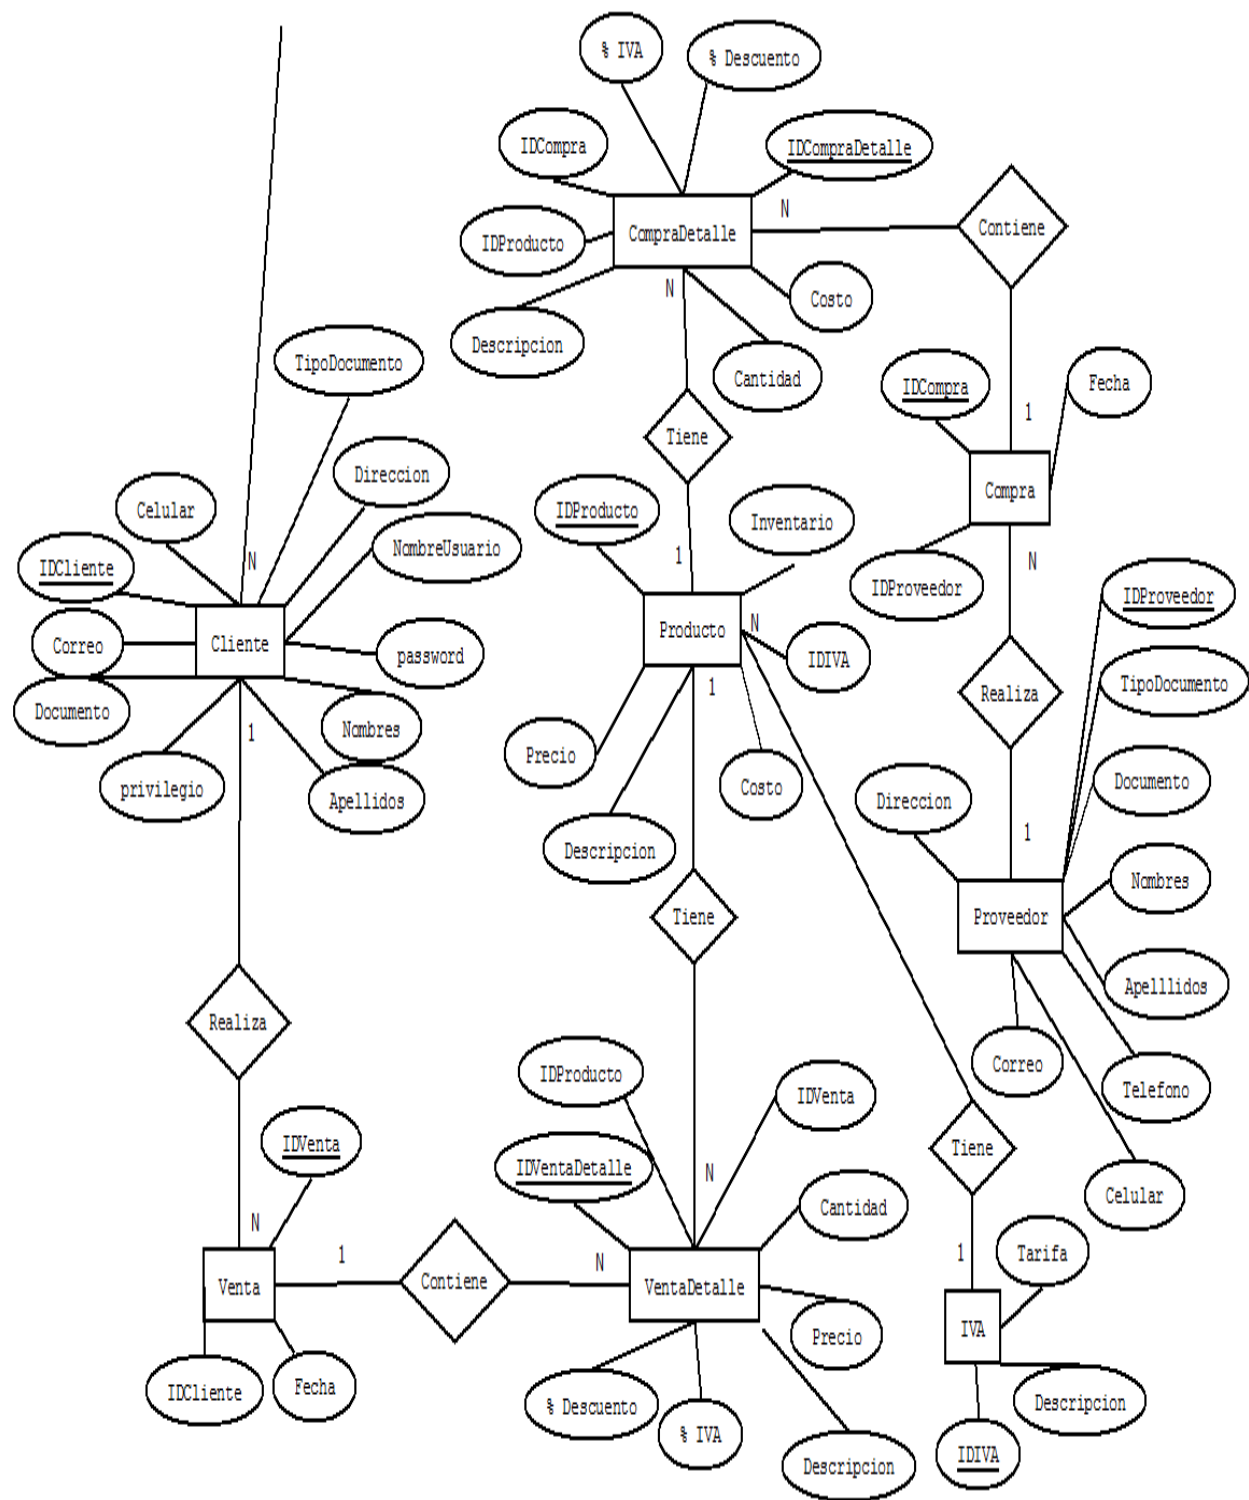 % IVA
% Descuento
IDCompra
IDCompraDetalle
N
Contiene
CompraDetalle
IDProducto
N
Costo
Descripcion
TipoDocumento
Cantidad
IDCompra
Fecha
1
Tiene
Direccion
Compra
Celular
IDProducto
Inventario
NombreUsuario
N
1
N
IDCliente
IDProveedor
IDProveedor
Correo
Cliente
Producto
N
password
IDIVA
TipoDocumento
1
Realiza
Documento
1
Nombres
Precio
privilegio
Apellidos
Costo
Documento
Direccion
1
Descripcion
Nombres
Tiene
Proveedor
Apelllidos
Realiza
Correo
IDProducto
IDVenta
Telefono
IDVenta
Tiene
IDVentaDetalle
N
Celular
Cantidad
N
1
N
1
Tarifa
Venta
Contiene
VentaDetalle
IVA
Precio
IDCliente
Fecha
% Descuento
Descripcion
% IVA
Descripcion
IDIVA